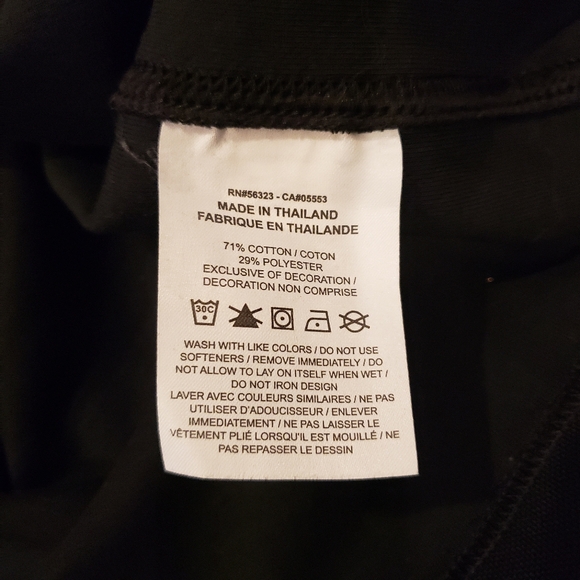 RN#56323 - CA#05553
MADE IN THAILAND
FABRIQUE EN THAILANDE
71% COTTON / COTON
29% POLYESTER
EXCLUSIVE OF DECORATION /
DECORATION NON COMPRISE
30C
WASH WITH LIKE COLORS / DO NOT USE
SOFTENERS / REMOVE IMMEDIATELY / DO
NOT ALLOW TO LAY ON ITSELF WHEN WET /
DO NOT IRON DESIGN
LAVER AVEC COULEURS SIMILAIRES / NE PAS
UTILISER D'ADOUCISSEUR / ENLEVER
IMMEDIATEMENT / NE PAS LAISSER LE
VÊTEMENT PLIÉ LORSQU'IL EST MOUILLÉ / NE
PAS REPASSER LE DESSIN